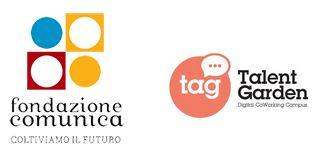 fondazione
comunica
COLTIVIAMO IL FUTURO
tag
Talent
Garden
Digital CoWorking Campus